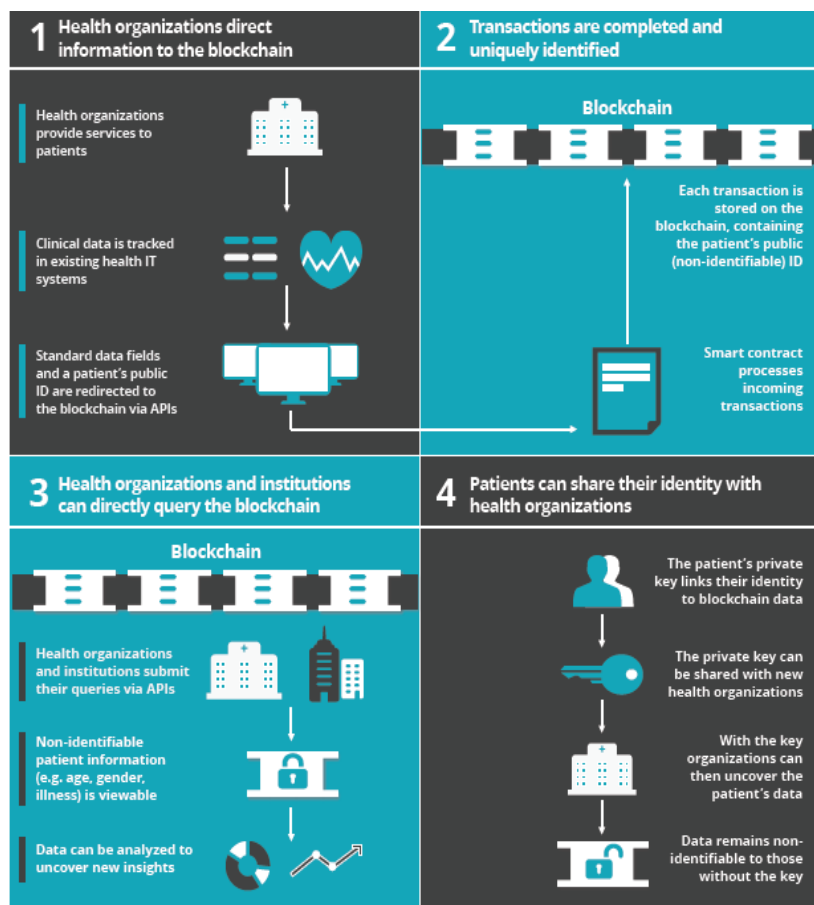 1 Health organizations direct
information to the blockchain
Health organizations
provide services to
patients
Clinical data is tracked
in existing health IT
systems
Standard data fields
and a patient's public
ID are redirected to
the blockchain via APIs
2 Transactions are completed and
uniquely identified
Blockchain
Each transaction is
stored on the
blockchain, containing
the patient's public
(non-identifiable) ID
Smart contract
processes
incoming
transactions
3 Health organizations and institutions
can directly query the blockchain
Blockchain
Health organizations
and institutions submit
their queries via APIs
Non-identifiable
patient information
(e.g. age, gender,
illness) is viewable
Data can be analyzed to
uncover new insights
4 Patients can share their identity with
health organizations
The patient's private
key links their identity
to blockchain data
The private key can
be shared with new
health organizations
With the key
organizations can
then uncover the
patient's data
Data remains non-
identifiable to those
without the key